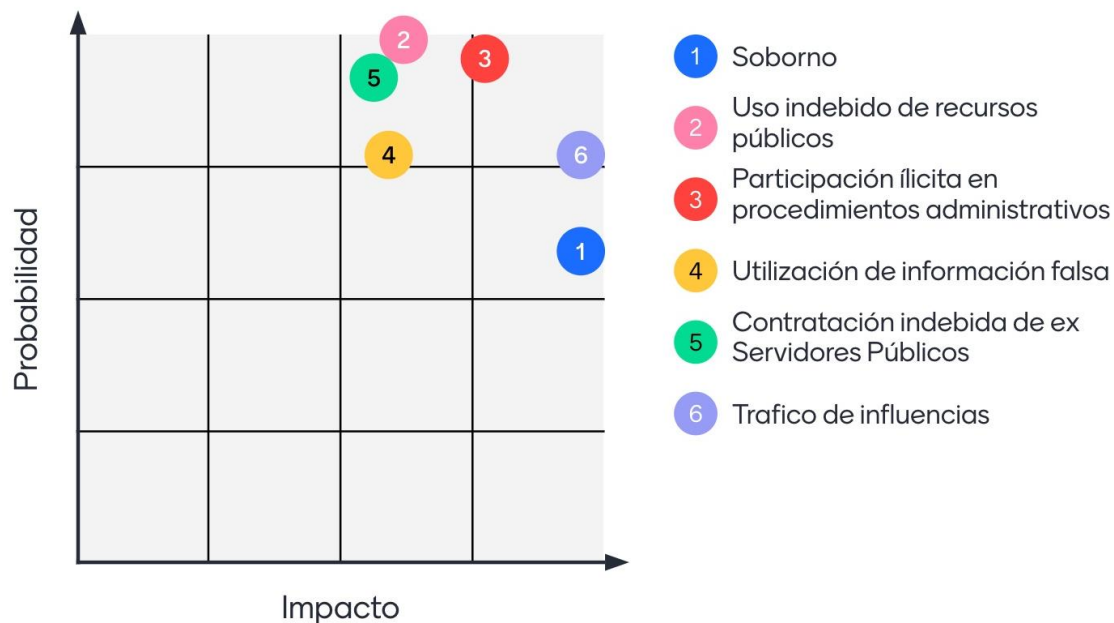 Probabilidad
Impacto
2
3
5
4
6
1
1 Soborno
2 Uso indebido de recursos
públicos
3 Participación ílicita en
procedimientos administrativos
4 Utilización de información falsa
5 Contratación indebida de ex
Servidores Públicos
6 Trafico de influencias